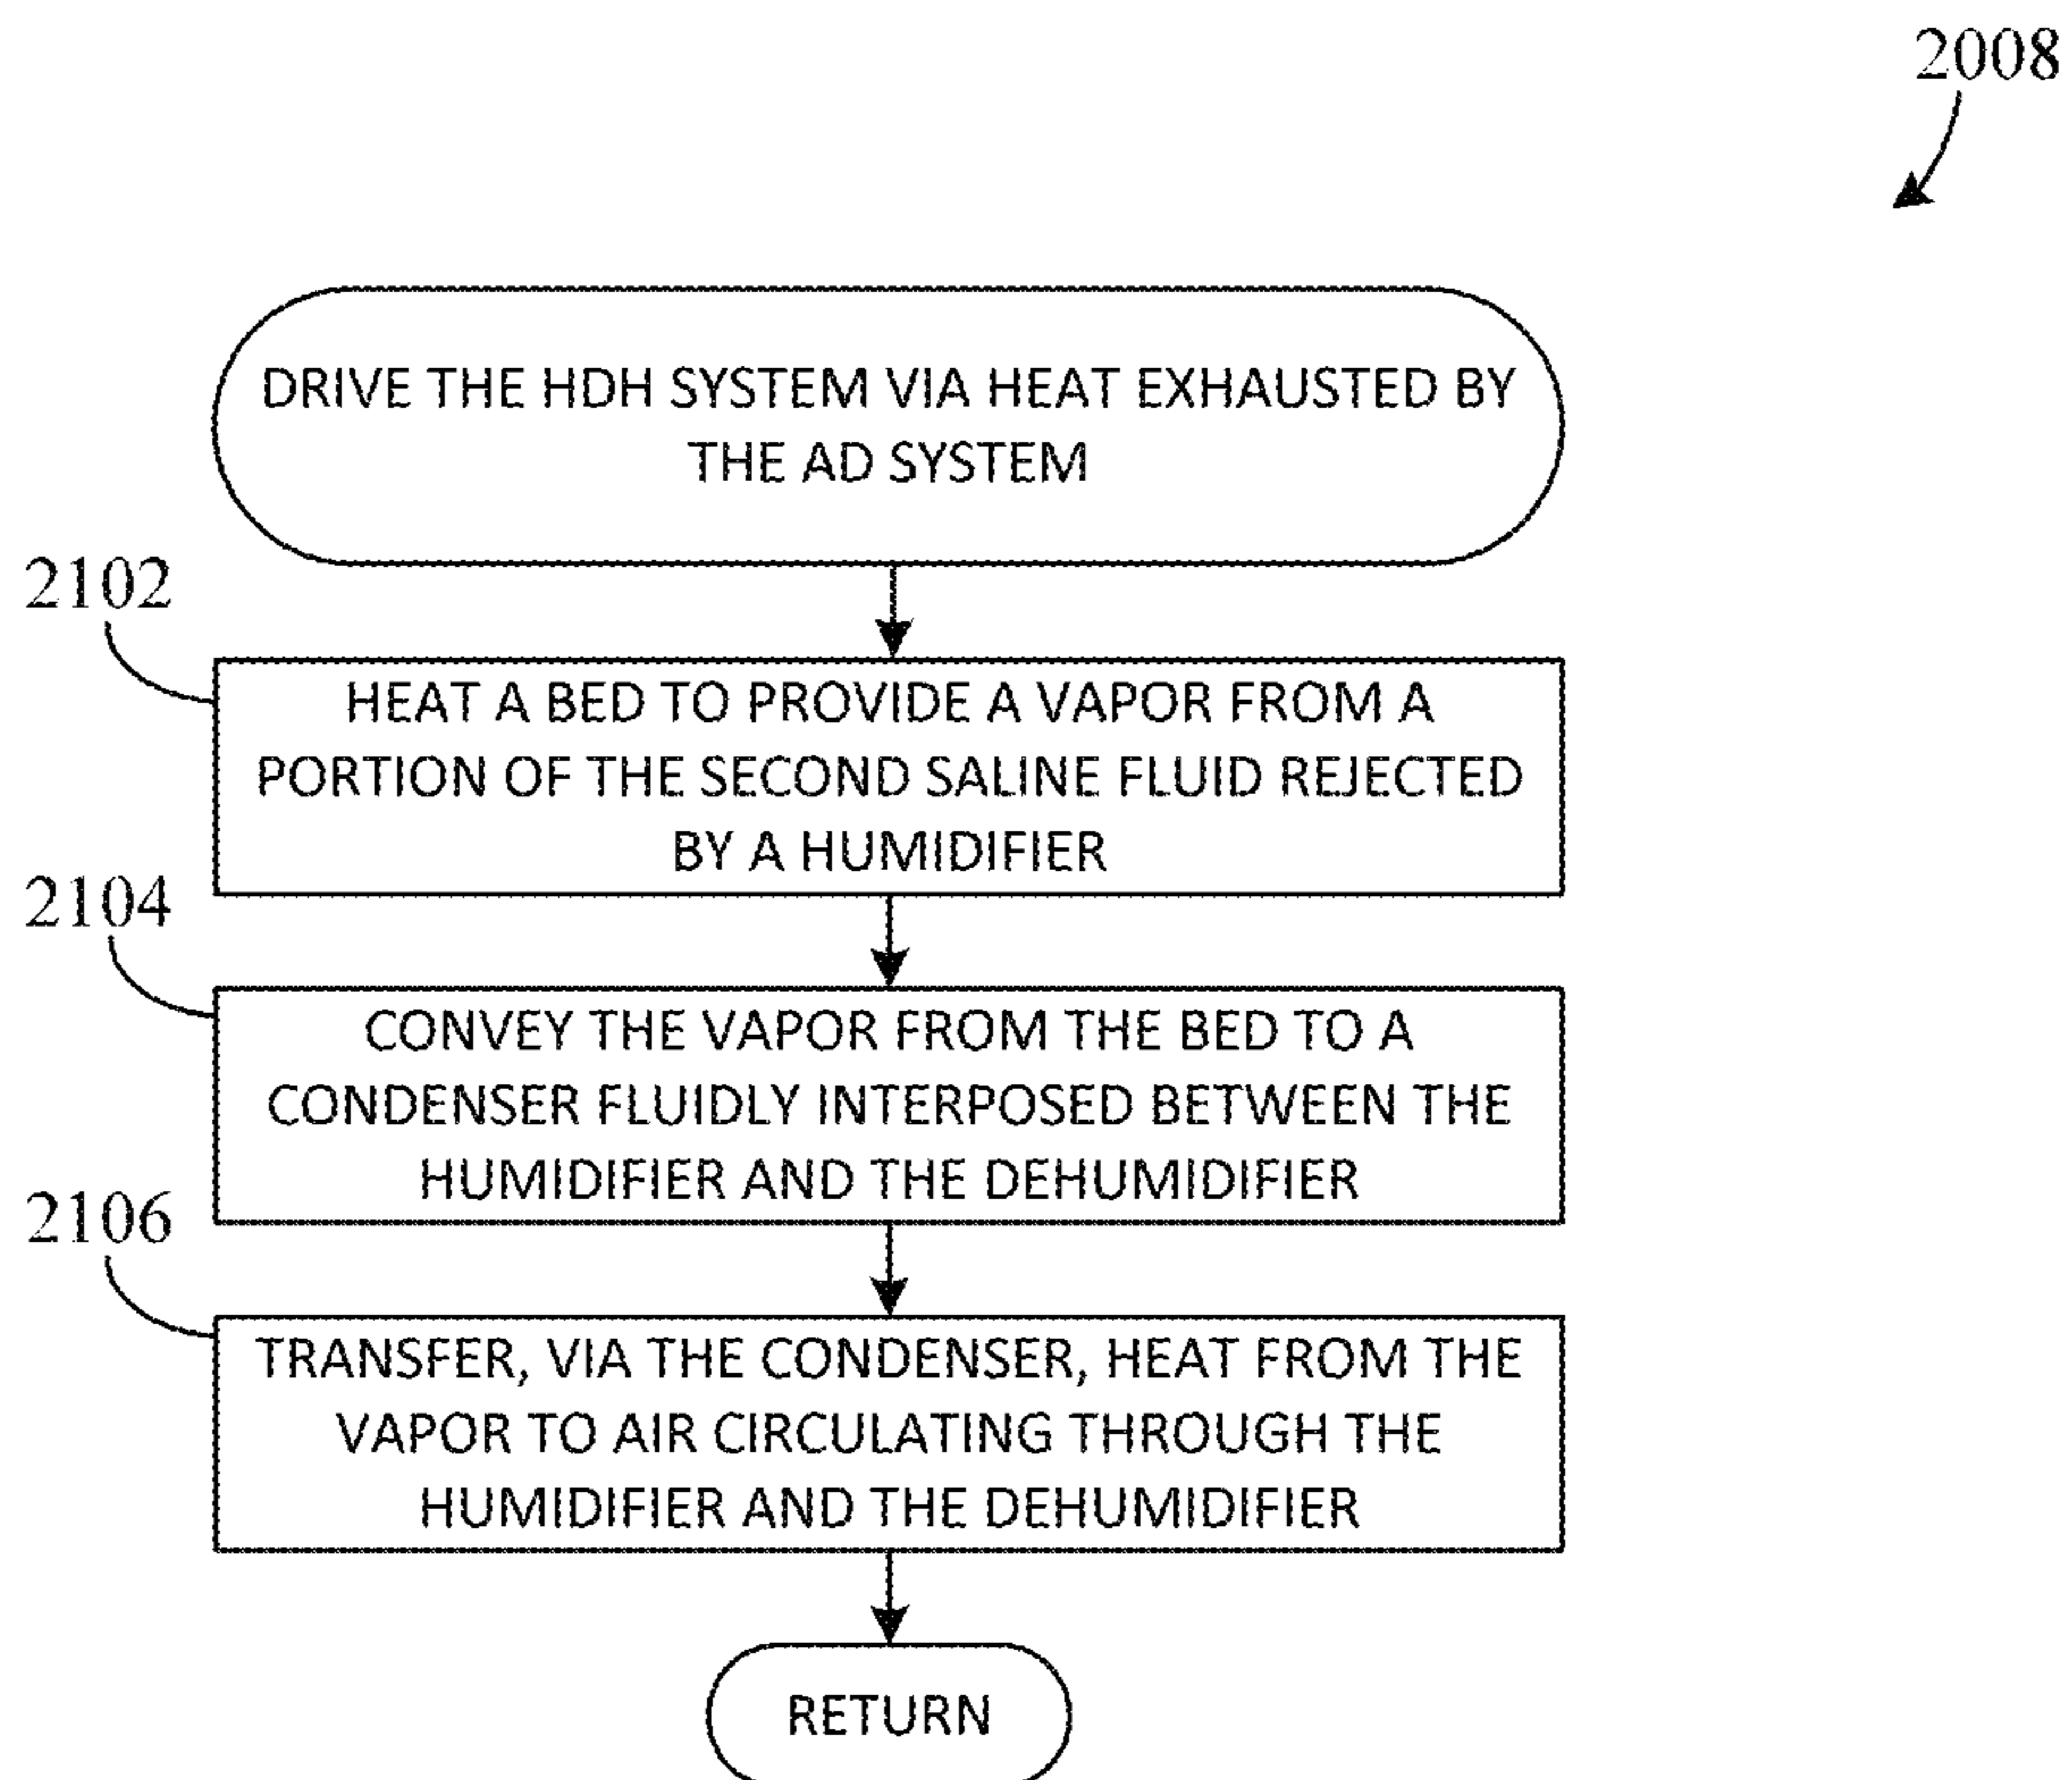 2008
DRIVE THE HDH SYSTEM VIA HEAT EXHAUSTED BY
THE AD SYSTEM
2102
HEAT A BED TO PROVIDE A VAPOR FROM A
PORTION OF THE SECOND SALINE FLUID REJECTED
BY A HUMIDIFIER
2104
CONVEY THE VAPOR FROM THE BED TO A
CONDENSER FLUIDLY INTERPOSED BETWEEN THE
HUMIDIFIER AND THE DEHUMIDIFIER
2106
TRANSFER, VIA THE CONDENSER, HEAT FROM THE
VAPOR TO AIR CIRCULATING THROUGH THE
HUMIDIFIER AND THE DEHUMIDIFIER
RETURN